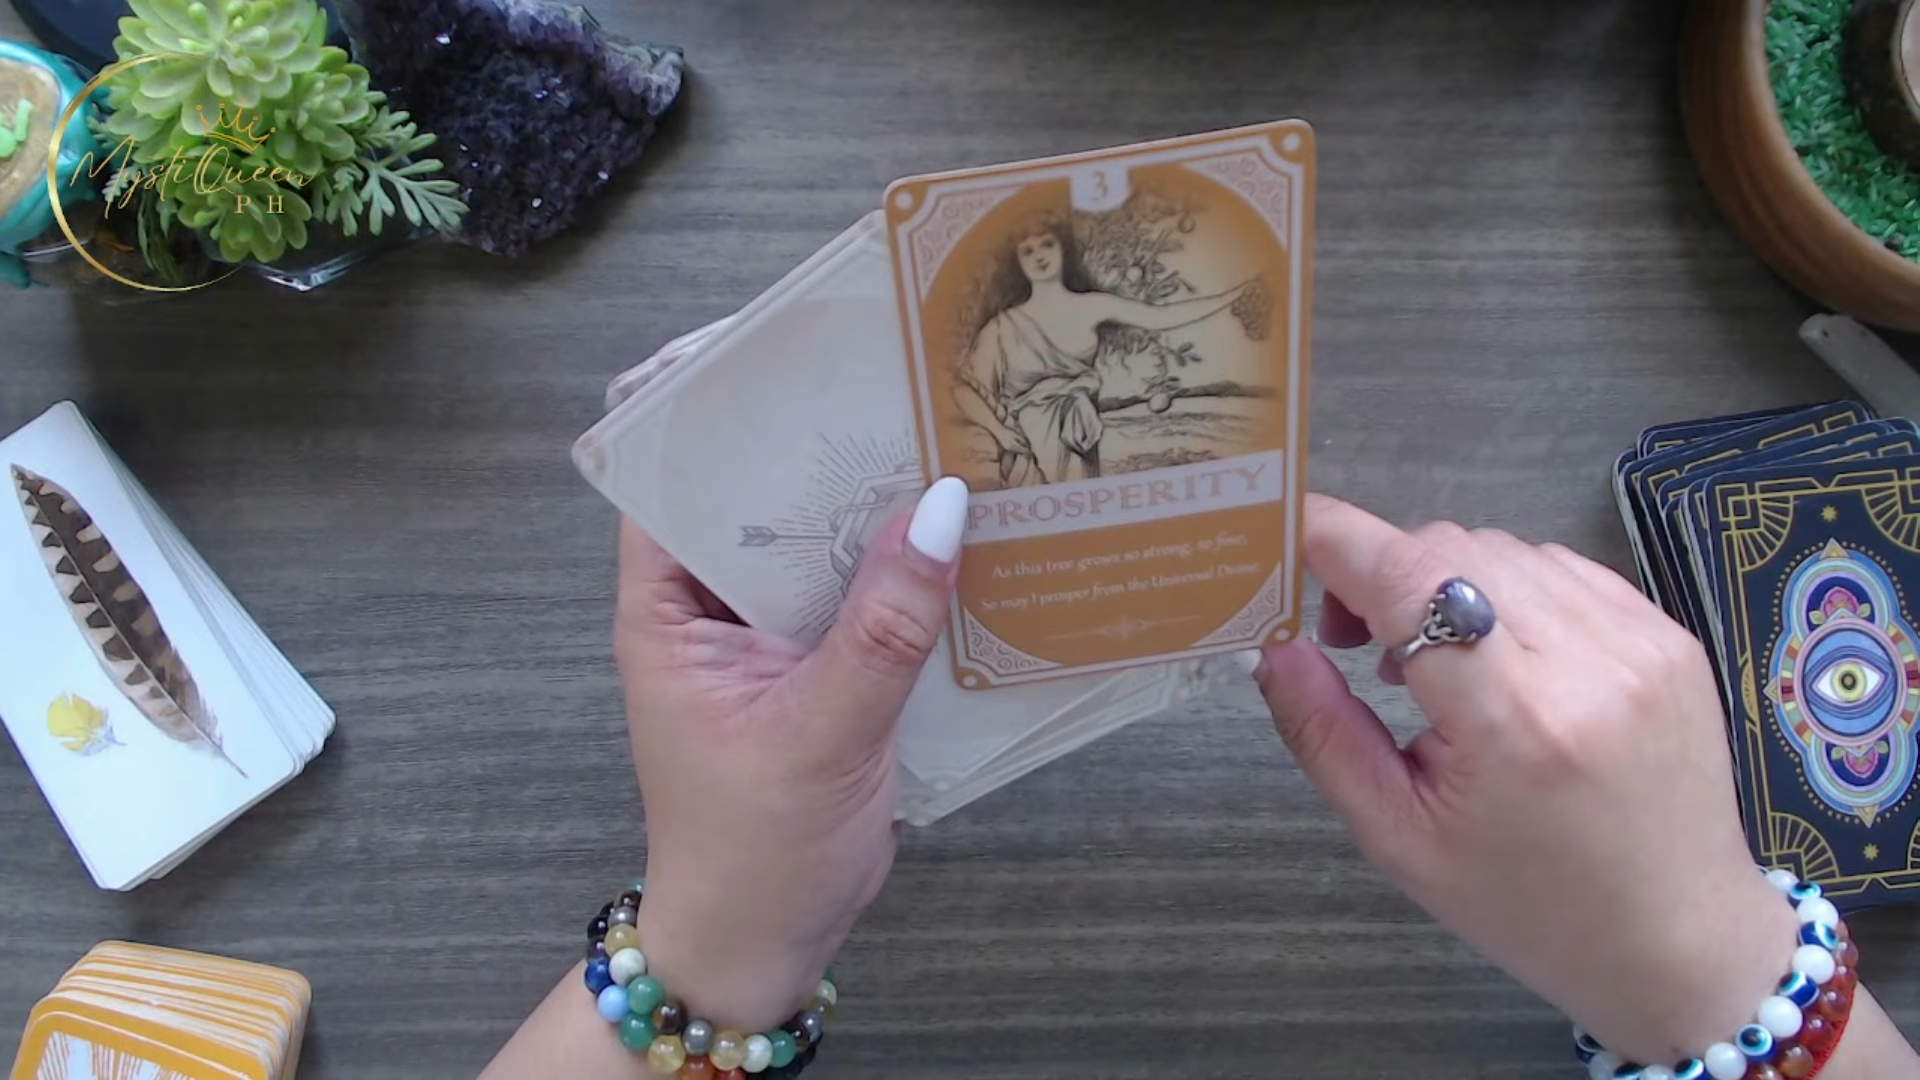 MystiQueen
PH
3
PROSPERITY
As this tree grows so strong, so fine,
So may I prosper from the Universal Divine.